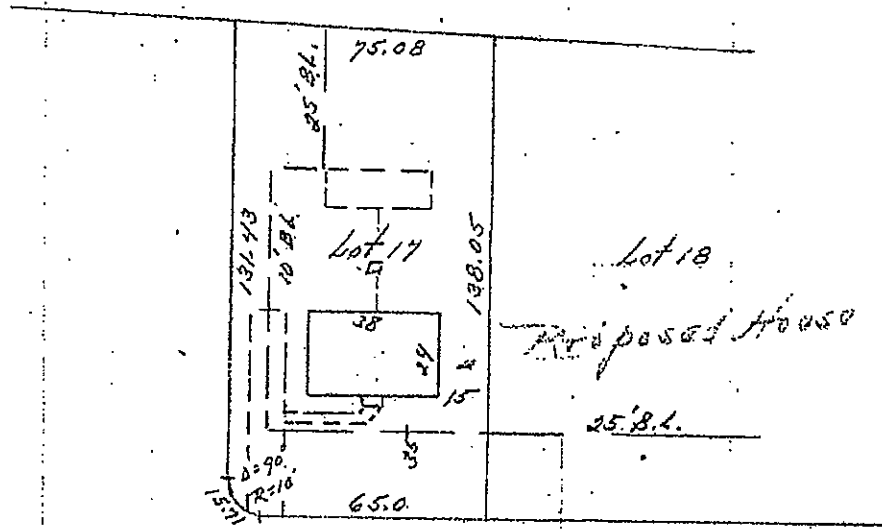 75.08
25' B.L.
131.43
10' B.L.
Lot 17
138.05
Lot 18
38
24
Proposed House
15
25' B.L.
25
Δ=90
R=10'
15.71
65.0